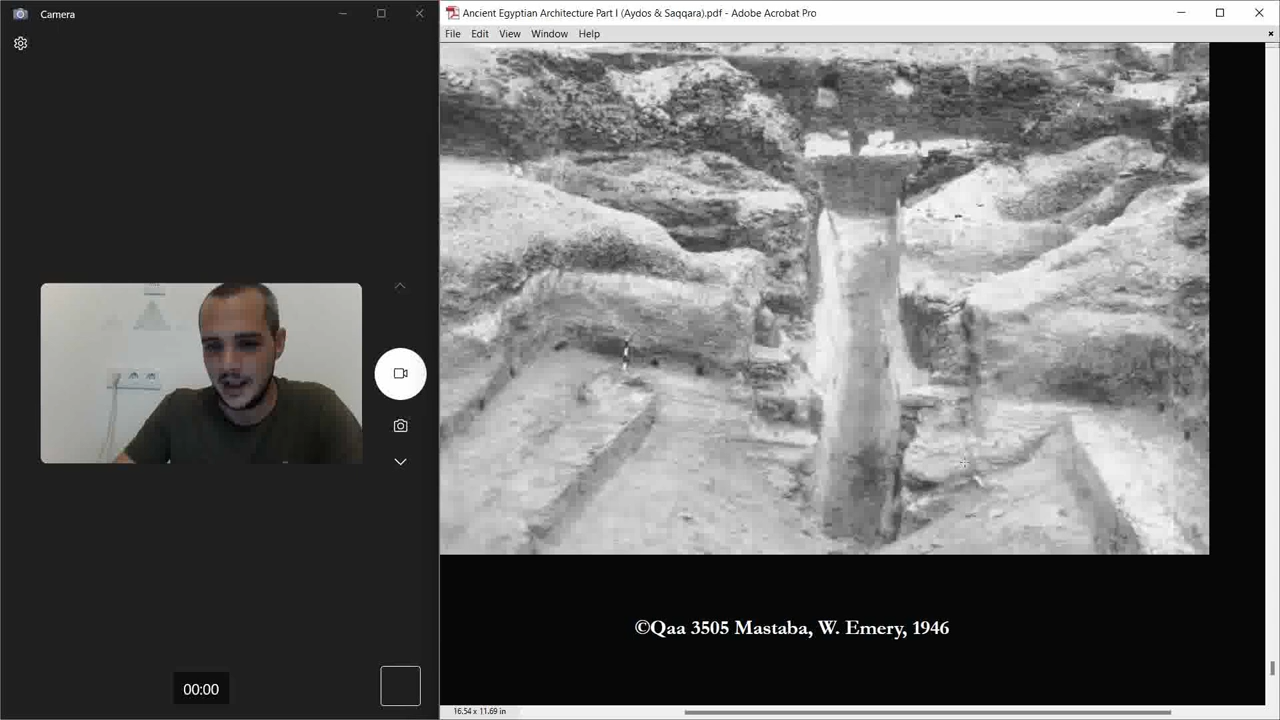 Camera
Ancient Egyptian Architecture Part I (Aydos & Saqqara).pdf - Adobe Acrobat Pro
File Edit View Window Help
©Qaa 3505 Mastaba, W. Emery, 1946
00:00
16.54 x 11.69 in